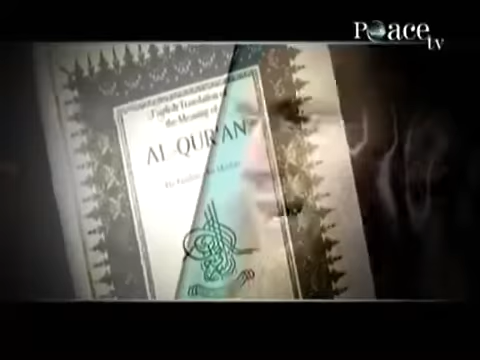 Peace
tv
English Translation of
the Meaning of
AL-QUR'AN